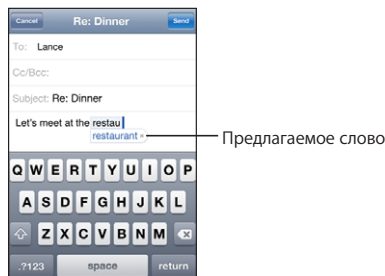 Cancel Re: Dinner Send
To: Lance
Cc/Bcc:
Subject: Re: Dinner
Let's meet at the restau
restaurant ×
Предлагаемое слово
Q W E R T Y U I O P
A S D F G H J K L
Z X C V B N M
.?123 space return